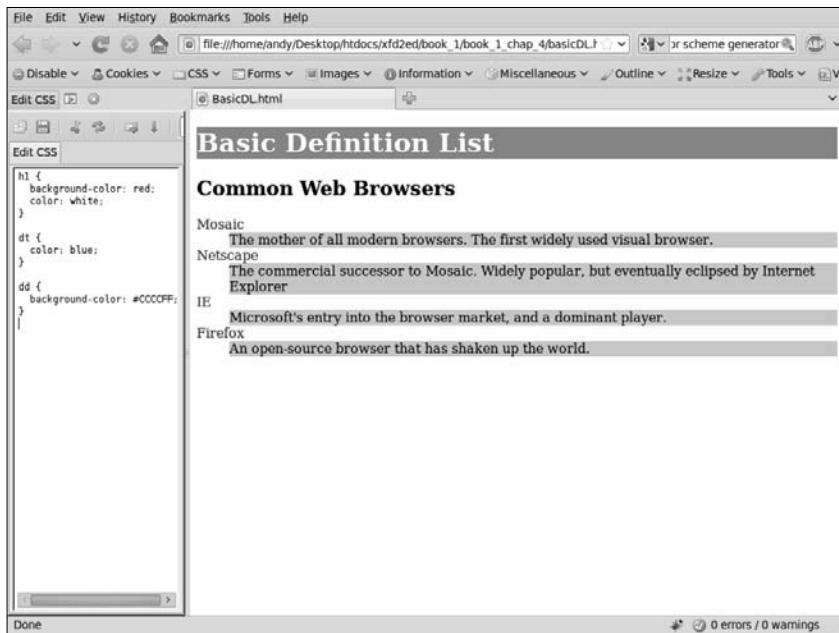 File Edit View History Bookmarks Tools Help
file:///home/andy/Desktop/htdocs/xfd2ed/book_1/book_1_chap_4/basicDL.h
or scheme generator
Disable Cookies CSS Forms Images Information Miscellaneous Outline Resize Tools V
Edit CSS
BasicDL.html
Edit CSS
h1 {
background-color: red;
color: white;
}
dt {
color: blue;
}
dd {
background-color: #CCCCFF;
}
Basic Definition List
Common Web Browsers
Mosaic
The mother of all modern browsers. The first widely used visual browser.
Netscape
The commercial successor to Mosaic. Widely popular, but eventually eclipsed by Internet
Explorer
IE
Microsoft's entry into the browser market, and a dominant player.
Firefox
An open-source browser that has shaken up the world.
Done
0 errors / 0 warnings